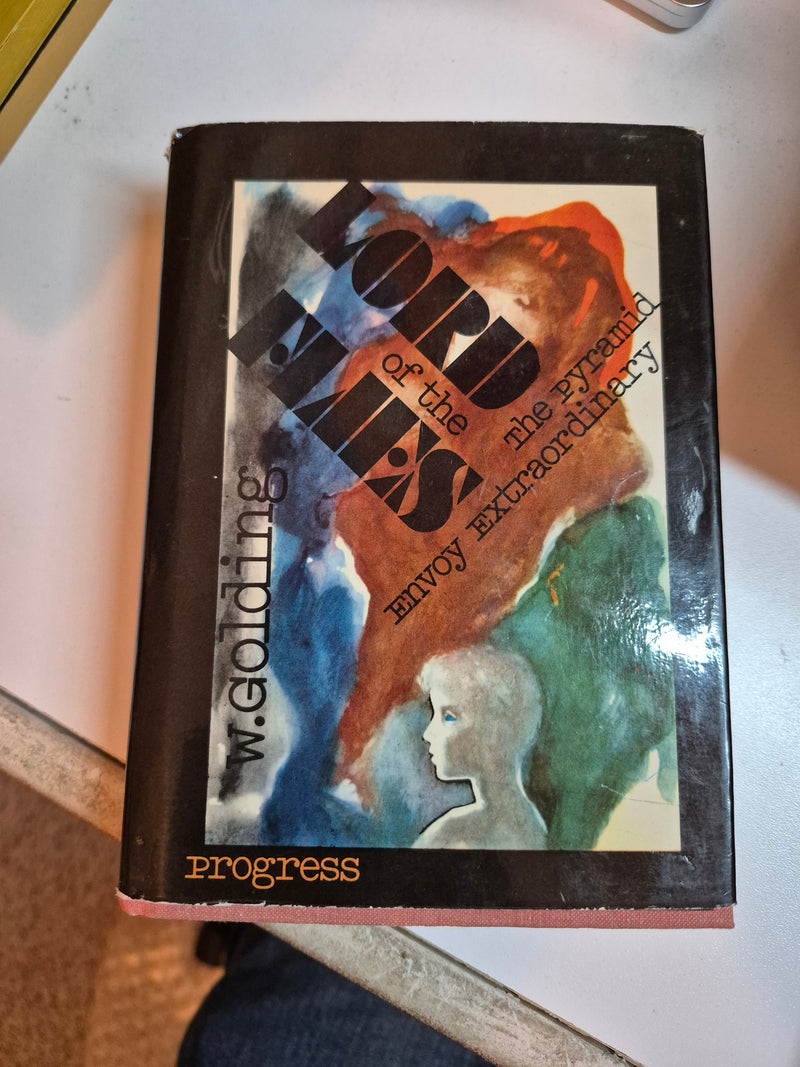 LORD
of the
FLIES
The Pyramid
Envoy Extraordinary
W.Golding
Progress